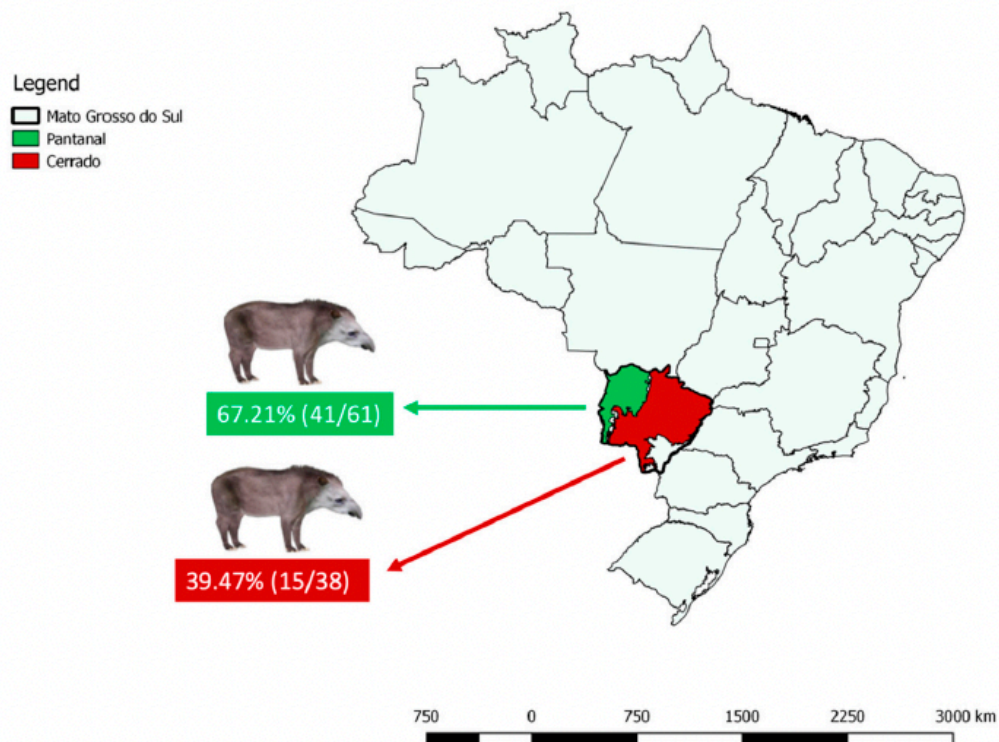 Legend
Mato Grosso do Sul
Pantanal
Cerrado
67.21% (41/61)
39.47% (15/38)
750 0 750 1500 2250 3000 km